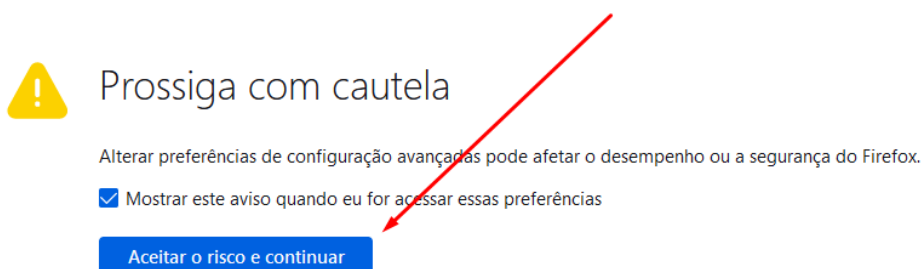 Prossiga com cautela
Alterar preferências de configuração avançadas pode afetar o desempenho ou a segurança do Firefox.
Mostrar este aviso quando eu for acessar essas preferências
Aceitar o risco e continuar